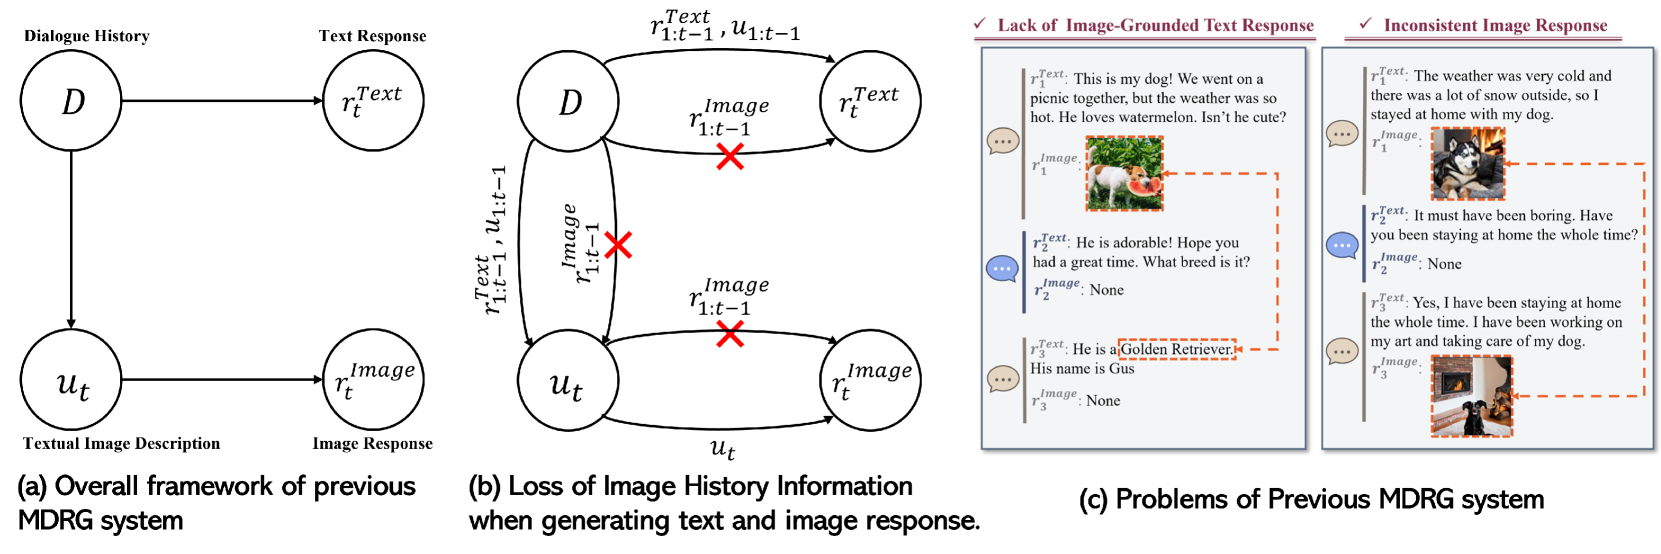 Dialogue History
Text Response
D
r_t^{Text}
u_t
r_t^{Image}
Textual Image Description
Image Response
(a) Overall framework of previous
MDRG system
r_{1:t-1}^{Text}, u_{1:t-1}
D
r_{1:t-1}^{Image}
r_t^{Text}
r_{1:t-1}^{Text}, u_{1:t-1}
r_{1:t-1}^{Image}
r_{1:t-1}^{Image}
u_t
r_t^{Image}
u_t
(b) Loss of Image History Information
when generating text and image response.
✓ Lack of Image-Grounded Text Response
r_1^{Text}: This is my dog! We went on a
picnic together, but the weather was so
hot. He loves watermelon. Isn't he cute?
r_1^{Image}:
r_2^{Text}: He is adorable! Hope you
had a great time. What breed is it?
r_2^{Image}: None
r_3^{Text}: He is a Golden Retriever.
His name is Gus
r_3^{Image}: None
✓ Inconsistent Image Response
r_1^{Text}: The weather was very cold and
there was a lot of snow outside, so I
stayed at home with my dog.
r_1^{Image}:
r_2^{Text}: It must have been boring. Have
you been staying at home the whole time?
r_2^{Image}: None
r_3^{Text}: Yes, I have been staying at home
the whole time. I have been working on
my art and taking care of my dog.
r_3^{Image}:
(c) Problems of Previous MDRG system